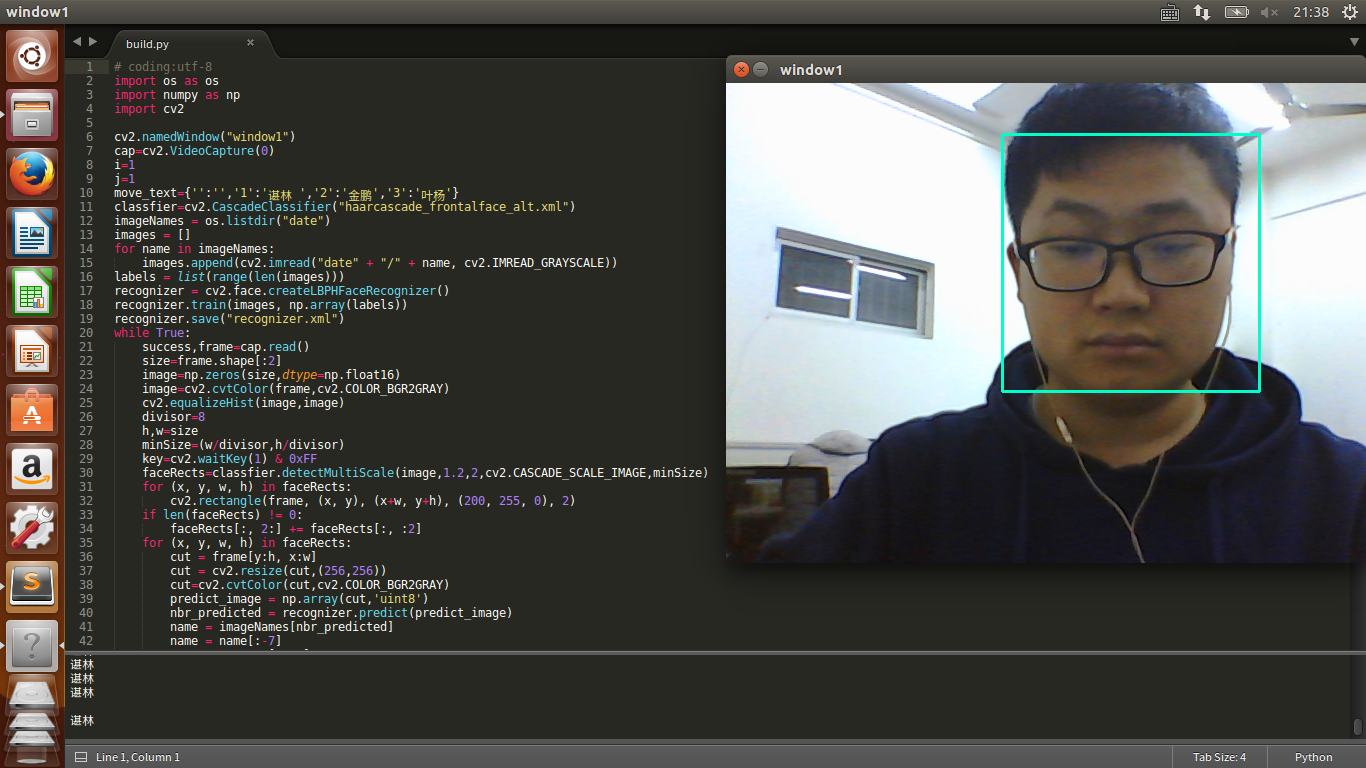 window1
21:38
build.py
1 # coding:utf-8
2 import os as os
3 import numpy as np
4 import cv2
5
6 cv2.namedWindow("window1")
7 cap=cv2.VideoCapture(0)
8 i=1
9 j=1
10 move_text={'':'','1':'谌林 ','2':'金鹏','3':'叶杨'}
11 classfier=cv2.CascadeClassifier("haarcascade_frontalface_alt.xml")
12 imageNames = os.listdir("date")
13 images = []
14 for name in imageNames:
15 images.append(cv2.imread("date" + "/" + name, cv2.IMREAD_GRAYSCALE))
16 labels = list(range(len(images)))
17 recognizer = cv2.face.createLBPHFaceRecognizer()
18 recognizer.train(images, np.array(labels))
19 recognizer.save("recognizer.xml")
20 while True:
21 success,frame=cap.read()
22 size=frame.shape[:2]
23 image=np.zeros(size,dtype=np.float16)
24 image=cv2.cvtColor(frame,cv2.COLOR_BGR2GRAY)
25 cv2.equalizeHist(image,image)
26 divisor=8
27 h,w=size
28 minSize=(w/divisor,h/divisor)
29 key=cv2.waitKey(1) & 0xFF
30 faceRects=classfier.detectMultiScale(image,1.2,2,cv2.CASCADE_SCALE_IMAGE,minSize)
31 for (x, y, w, h) in faceRects:
32 cv2.rectangle(frame, (x, y), (x+w, y+h), (200, 255, 0), 2)
33 if len(faceRects) != 0:
34 faceRects[:, 2:] += faceRects[:, :2]
35 for (x, y, w, h) in faceRects:
36 cut = frame[y:h, x:w]
37 cut = cv2.resize(cut,(256,256))
38 cut=cv2.cvtColor(cut,cv2.COLOR_BGR2GRAY)
39 predict_image = np.array(cut,'uint8')
40 nbr_predicted = recognizer.predict(predict_image)
41 name = imageNames[nbr_predicted]
42 name = name[:-7]
window1
谌林
谌林
谌林
谌林
Line 1, Column 1
Tab Size: 4
Python